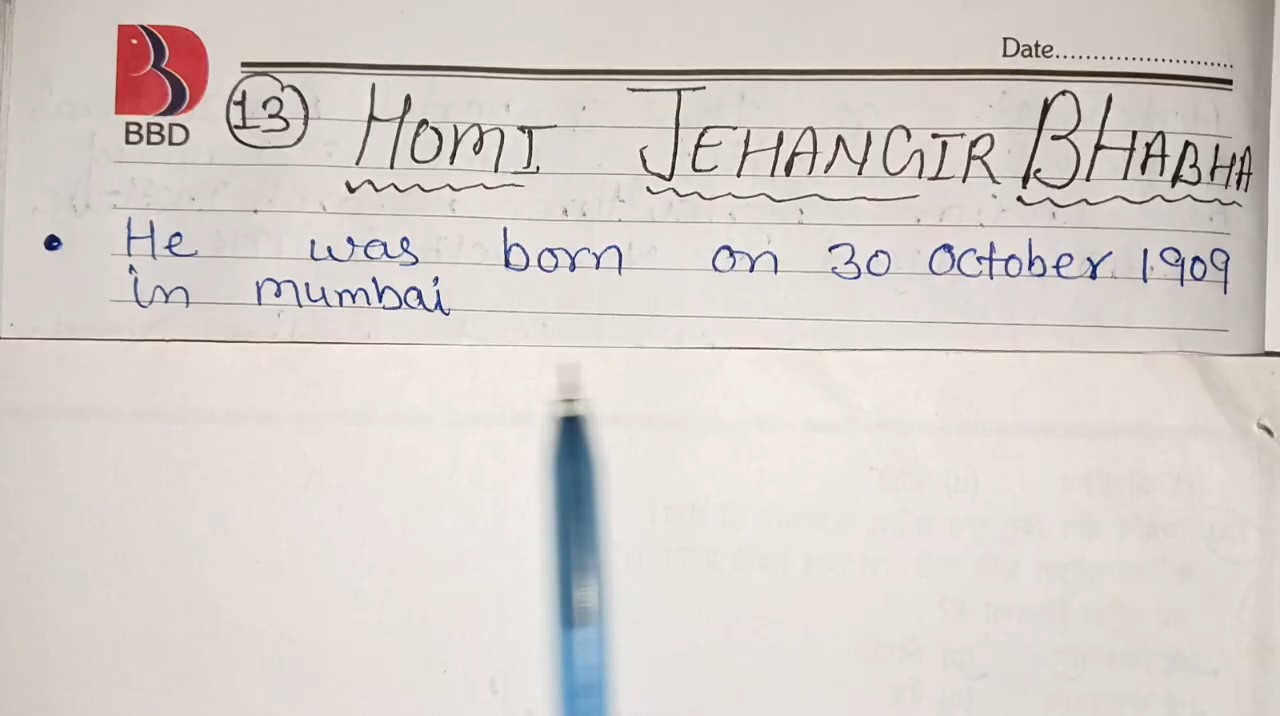 Date........................
BBD
13 HOMI JEHANGIR BHABHA
• He was born on 30 October 1909
in mumbai